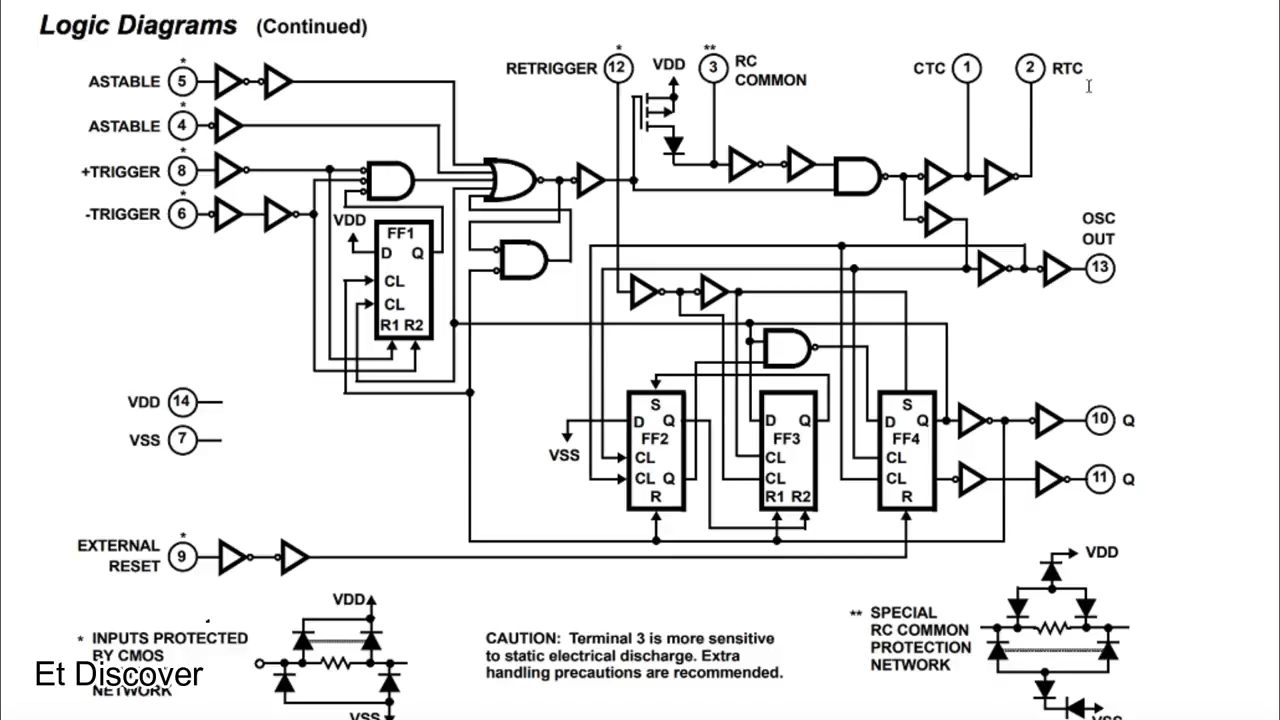 Logic Diagrams (Continued)
ASTABLE 5 *
ASTABLE 4 *
+TRIGGER 8 *
-TRIGGER 6 *
RETRIGGER 12 *
VDD
** 3 RC
COMMON
CTC 1
2 RTC
VDD
FF1
D Q
CL
CL
R1 R2
OSC
OUT
13
VDD 14
VSS 7
VSS
S
D Q
FF2
CL
CL Q
R
D Q
FF3
CL
CL
R1 R2
S
D Q
FF4
CL
CL
R
10 Q
11 Q
EXTERNAL
RESET
9 *
* INPUTS PROTECTED
BY CMOS
NETWORK
Et Discover
VDD
VSS
CAUTION: Terminal 3 is more sensitive
to static electrical discharge. Extra
handling precautions are recommended.
** SPECIAL
RC COMMON
PROTECTION
NETWORK
VDD
VSS